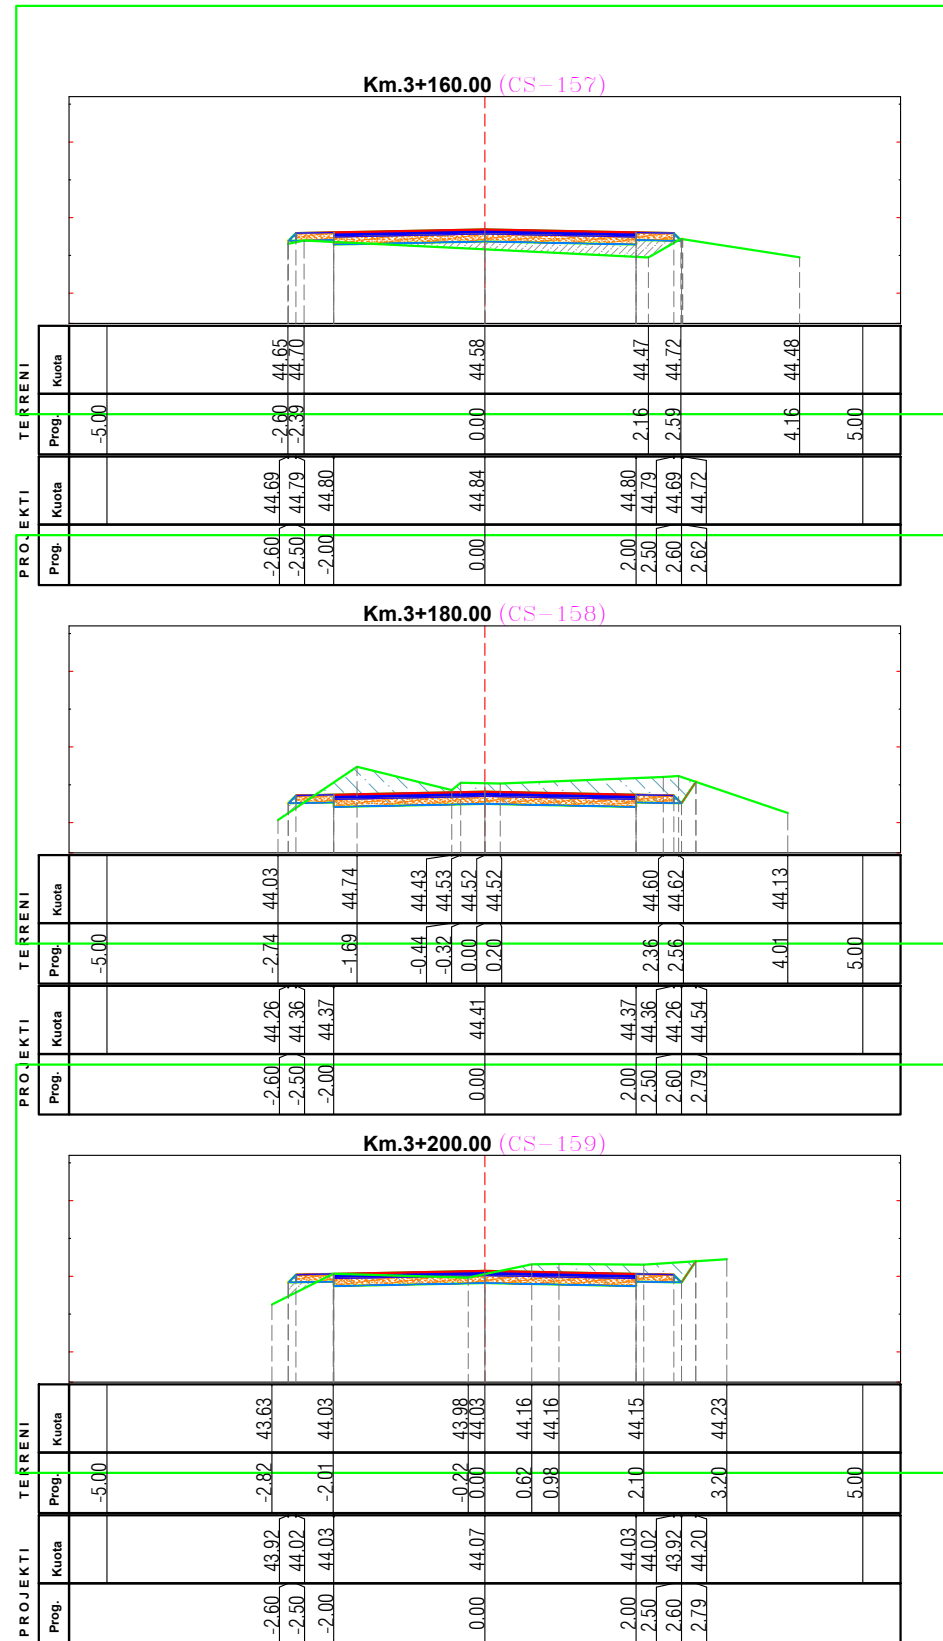 Km.3+160.00 (CS-157)
TERRENI
Kuota 44.65 44.70 44.58 44.47 44.72 44.48
Prog. -5.00 -2.60 -2.39 0.00 2.16 2.59 4.16 5.00
PROJEKTI
Kuota 44.69 44.79 44.80 44.84 44.80 44.79 44.69 44.72
Prog. -2.60 -2.50 -2.00 0.00 2.00 2.50 2.60 2.62
Km.3+180.00 (CS-158)
TERRENI
Kuota 44.03 44.74 44.43 44.53 44.52 44.52 44.60 44.62 44.13
Prog. -5.00 -2.74 -1.69 -0.44 -0.32 0.00 0.20 2.36 2.56 4.01 5.00
PROJEKTI
Kuota 44.26 44.36 44.37 44.41 44.37 44.36 44.26 44.54
Prog. -2.60 -2.50 -2.00 0.00 2.00 2.50 2.60 2.79
Km.3+200.00 (CS-159)
TERRENI
Kuota 43.63 44.03 43.98 44.03 44.16 44.16 44.15 44.23
Prog. -5.00 -2.82 -2.01 -0.22 0.00 0.62 0.98 2.10 3.20 5.00
PROJEKTI
Kuota 43.92 44.02 44.03 44.07 44.03 44.02 43.92 44.20
Prog. -2.60 -2.50 -2.00 0.00 2.00 2.50 2.60 2.79